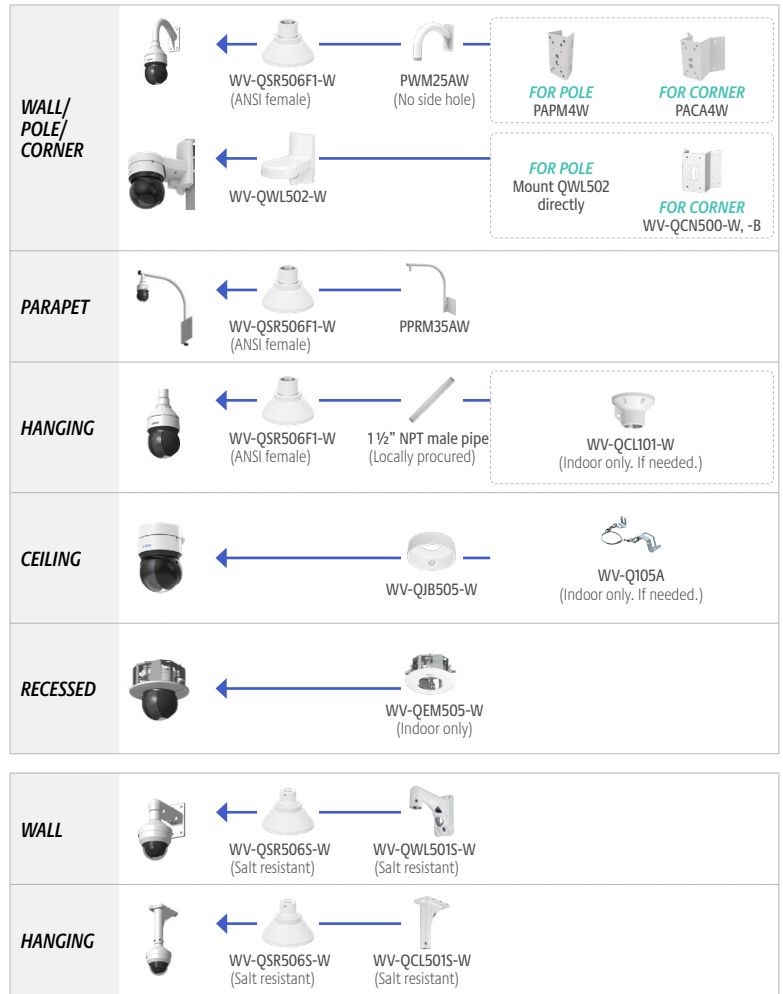 WALL/
POLE/
CORNER
WV-QSR506F1-W
(ANSI female)
PWM25AW
(No side hole)
FOR POLE
PAPM4W
FOR CORNER
PACA4W
WV-QWL502-W
FOR POLE
Mount QWL502
directly
FOR CORNER
WV-QCN500-W, -B
PARAPET
WV-QSR506F1-W
(ANSI female)
PPRM35AW
HANGING
WV-QSR506F1-W
(ANSI female)
1 ½” NPT male pipe
(Locally procured)
WV-QCL101-W
(Indoor only. If needed.)
CEILING
WV-QJB505-W
WV-Q105A
(Indoor only. If needed.)
RECESSED
WV-QEM505-W
(Indoor only)
WALL
WV-QSR506S-W
(Salt resistant)
WV-QWL501S-W
(Salt resistant)
HANGING
WV-QSR506S-W
(Salt resistant)
WV-QCL501S-W
(Salt resistant)